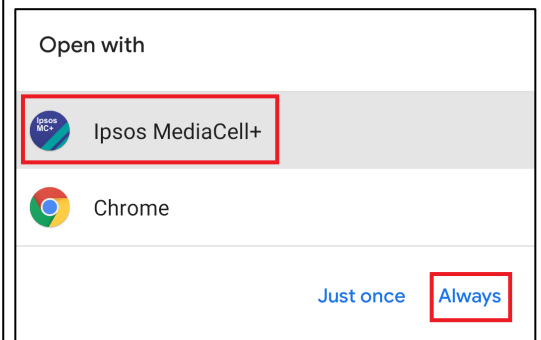 Open with
Ipsos
MC+
Ipsos MediaCell+
Chrome
Just once Always